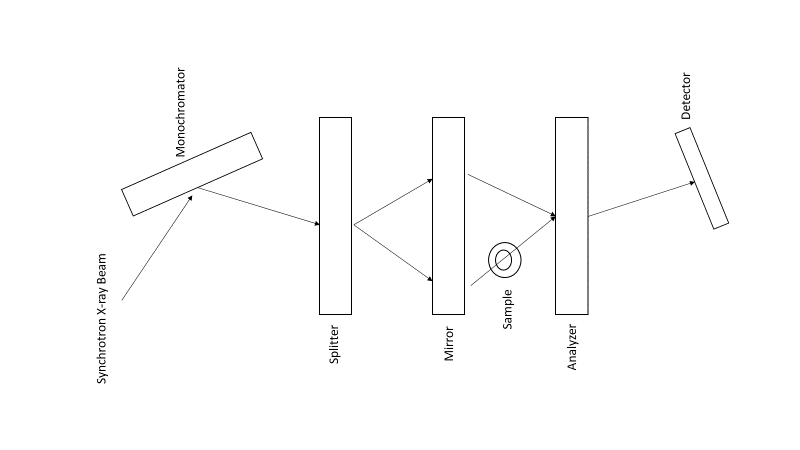 Synchrotron X-ray Beam
Monochromator
Splitter
Mirror
Sample
Analyzer
Detector